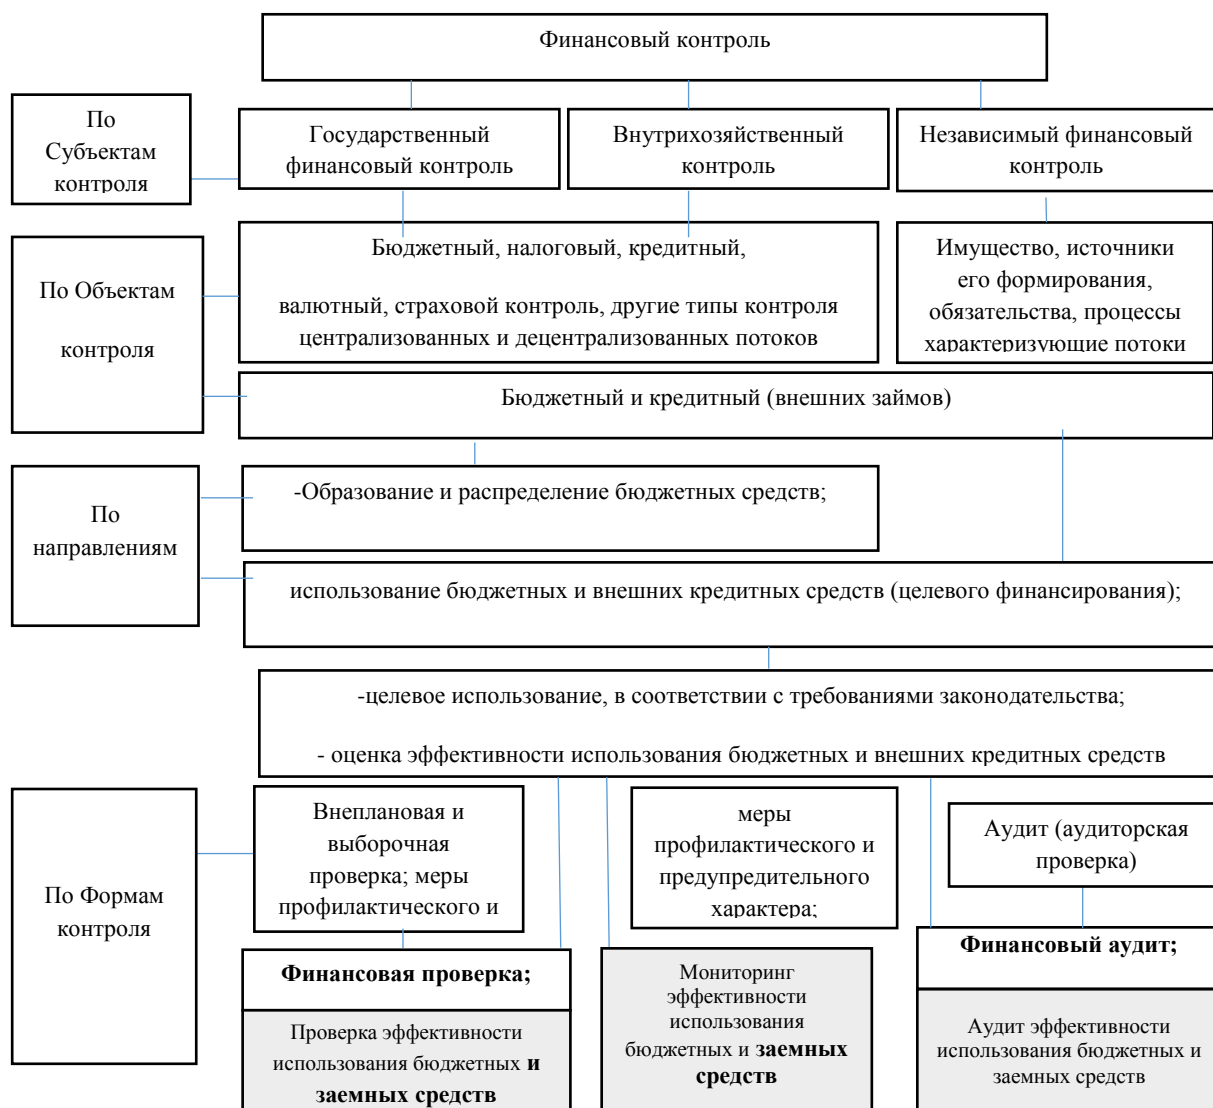 Финансовый контроль
По
Субъектам
контроля
Государственный
финансовый контроль
Внутрихозяйственный
контроль
Независимый финансовый
контроль
По Объектам
контроля
Бюджетный, налоговый, кредитный,
валютный, страховой контроль, другие типы контроля
централизованных и децентрализованных потоков
Имущество, источники
его формирования,
обязательства, процессы
характеризующие потоки
Бюджетный и кредитный (внешних займов)
По
направлениям
-Образование и распределение бюджетных средств;
использование бюджетных и внешних кредитных средств (целевого финансирования);
-целевое использование, в соответствии с требованиями законодательства;
- оценка эффективности использования бюджетных и внешних кредитных средств
По Формам
контроля
Внеплановая и
выборочная
проверка; меры
профилактического и
меры
профилактического и
предупредительного
характера;
Аудит (аудиторская
проверка)
Финансовая проверка;
Проверка эффективности
использования бюджетных и
заемных средств
Мониторинг
эффективности
использования
бюджетных и заемных
средств
Финансовый аудит;
Аудит эффективности
использования бюджетных и
заемных средств